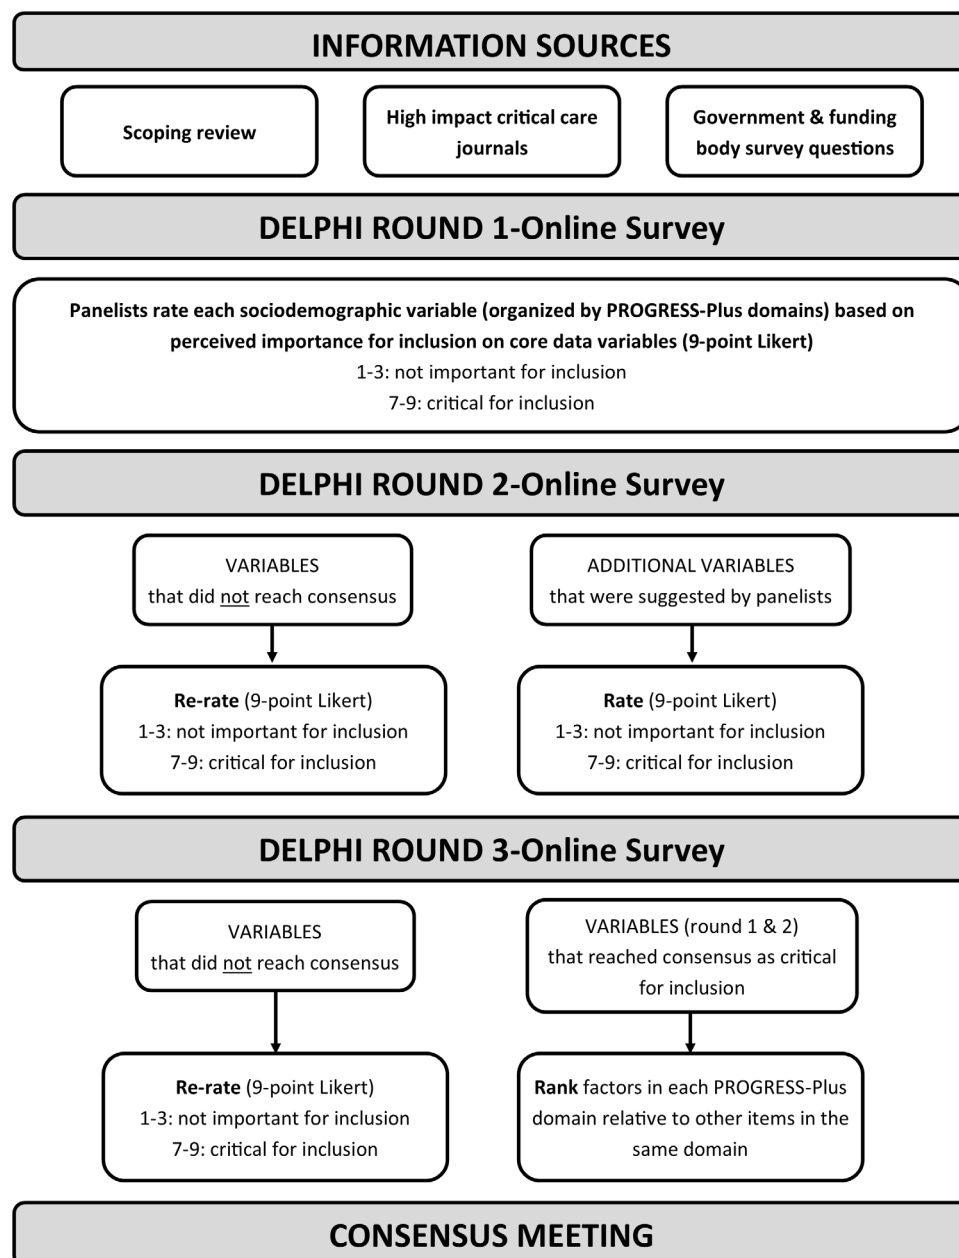 INFORMATION SOURCES
Scoping review
High impact critical care
journals
Government & funding
body survey questions
DELPHI ROUND 1-Online Survey
Panelists rate each sociodemographic variable (organized by PROGRESS-Plus domains) based on
perceived importance for inclusion on core data variables (9-point Likert)
1-3: not important for inclusion
7-9: critical for inclusion
DELPHI ROUND 2-Online Survey
VARIABLES
that did not reach consensus
ADDITIONAL VARIABLES
that were suggested by panelists
Re-rate (9-point Likert)
1-3: not important for inclusion
7-9: critical for inclusion
Rate (9-point Likert)
1-3: not important for inclusion
7-9: critical for inclusion
DELPHI ROUND 3-Online Survey
VARIABLES
that did not reach consensus
VARIABLES (round 1 & 2)
that reached consensus as critical
for inclusion
Re-rate (9-point Likert)
1-3: not important for inclusion
7-9: critical for inclusion
Rank factors in each PROGRESS-Plus
domain relative to other items in the
same domain
CONSENSUS MEETING